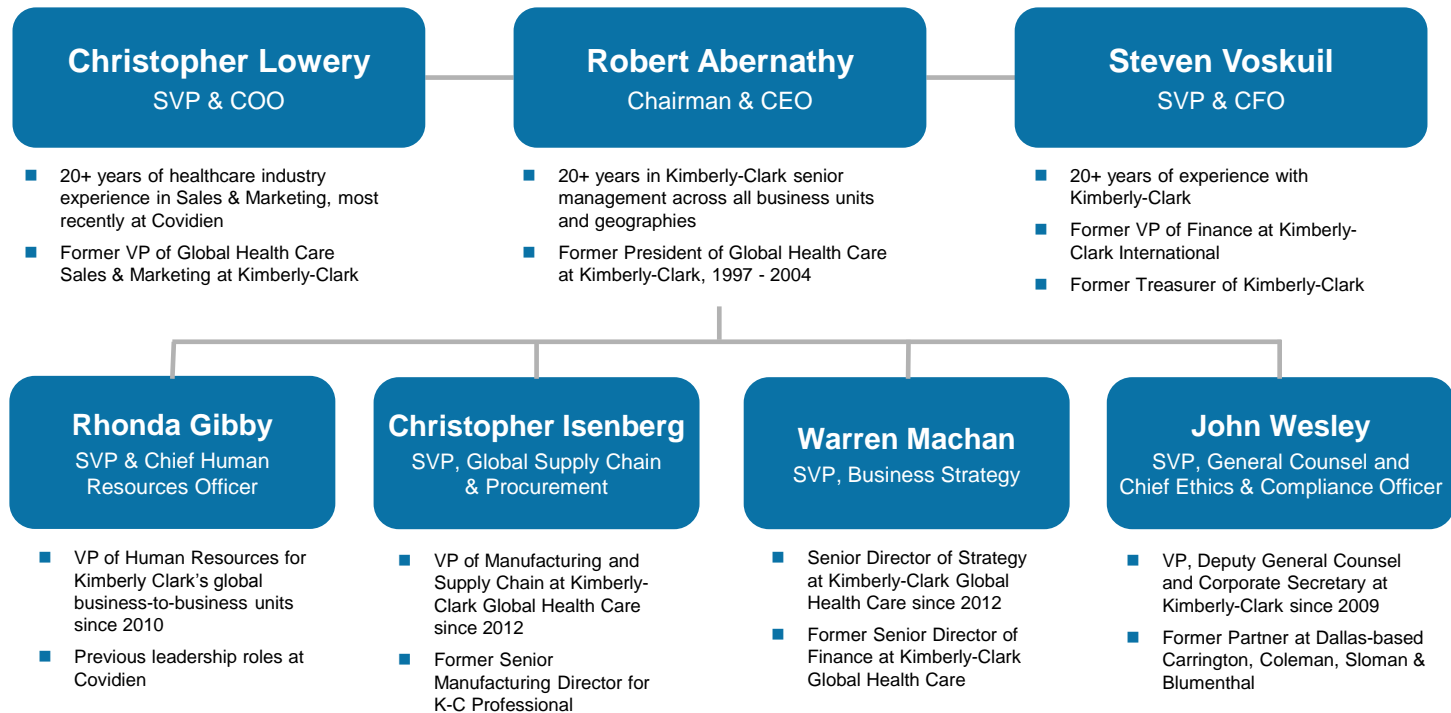 Christopher Lowery
SVP & COO
Robert Abernathy
Chairman & CEO
Steven Voskuil
SVP & CFO
20+ years of healthcare industry
experience in Sales & Marketing, most
recently at Covidien
Former VP of Global Health Care
Sales & Marketing at Kimberly-Clark
20+ years in Kimberly-Clark senior
management across all business units
and geographies
Former President of Global Health Care
at Kimberly-Clark, 1997 - 2004
20+ years of experience with
Kimberly-Clark
Former VP of Finance at Kimberly-
Clark International
Former Treasurer of Kimberly-Clark
Rhonda Gibby
SVP & Chief Human
Resources Officer
Christopher Isenberg
SVP, Global Supply Chain
& Procurement
Warren Machan
SVP, Business Strategy
John Wesley
SVP, General Counsel and
Chief Ethics & Compliance Officer
VP of Human Resources for
Kimberly Clark's global
business-to-business units
since 2010
Previous leadership roles at
Covidien
VP of Manufacturing and
Supply Chain at Kimberly-
Clark Global Health Care
since 2012
Former Senior
Manufacturing Director for
K-C Professional
Senior Director of Strategy
at Kimberly-Clark Global
Health Care since 2012
Former Senior Director of
Finance at Kimberly-Clark
Global Health Care
VP, Deputy General Counsel
and Corporate Secretary at
Kimberly-Clark since 2009
Former Partner at Dallas-based
Carrington, Coleman, Sloman &
Blumenthal